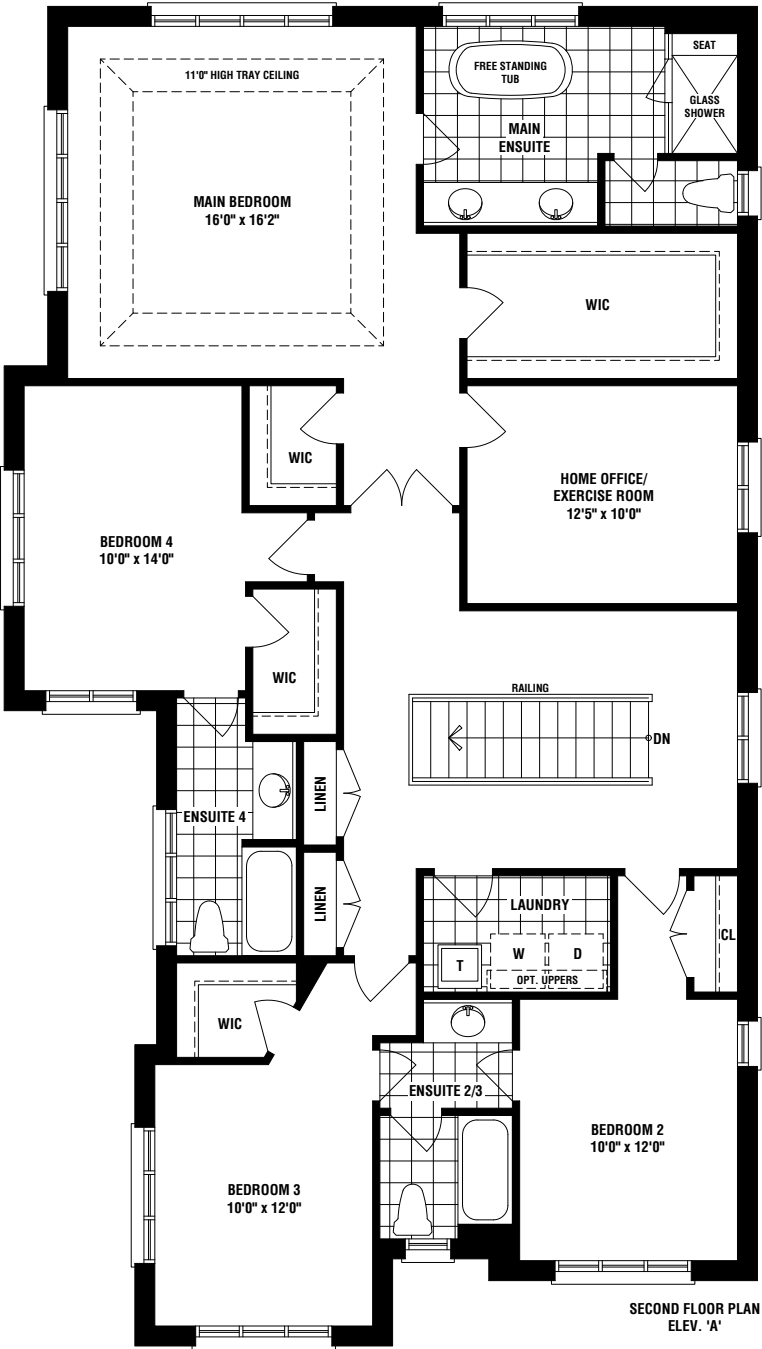 11'0" HIGH TRAY CEILING
MAIN BEDROOM
16'0" x 16'2"
FREE STANDING
TUB
SEAT
GLASS
SHOWER
MAIN
ENSUITE
WIC
WIC
HOME OFFICE/
EXERCISE ROOM
12'5" x 10'0"
BEDROOM 4
10'0" x 14'0"
WIC
RAILING
DN
LINEN
ENSUITE 4
LINEN
LAUNDRY
T
W
D
OPT. UPPERS
CL
WIC
ENSUITE 2/3
BEDROOM 2
10'0" x 12'0"
BEDROOM 3
10'0" x 12'0"
SECOND FLOOR PLAN
ELEV. 'A'